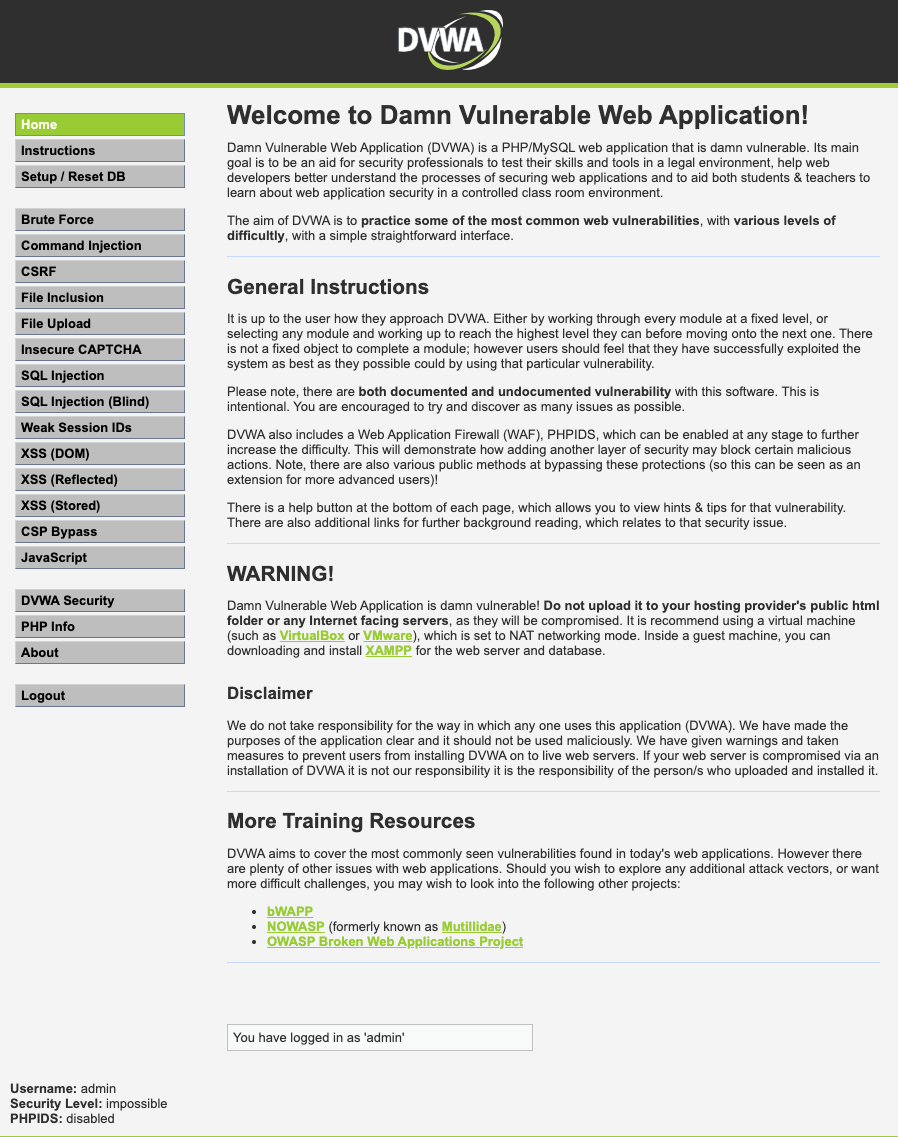 DVWA
Home
Instructions
Setup / Reset DB
Brute Force
Command Injection
CSRF
File Inclusion
File Upload
Insecure CAPTCHA
SQL Injection
SQL Injection (Blind)
Weak Session IDs
XSS (DOM)
XSS (Reflected)
XSS (Stored)
CSP Bypass
JavaScript
DVWA Security
PHP Info
About
Logout
Welcome to Damn Vulnerable Web Application!
Damn Vulnerable Web Application (DVWA) is a PHP/MySQL web application that is damn vulnerable. Its main
goal is to be an aid for security professionals to test their skills and tools in a legal environment, help web
developers better understand the processes of securing web applications and to aid both students & teachers to
learn about web application security in a controlled class room environment.
The aim of DVWA is to practice some of the most common web vulnerabilities, with various levels of
difficultly, with a simple straightforward interface.
General Instructions
It is up to the user how they approach DVWA. Either by working through every module at a fixed level, or
selecting any module and working up to reach the highest level they can before moving onto the next one. There
is not a fixed object to complete a module; however users should feel that they have successfully exploited the
system as best as they possible could by using that particular vulnerability.
Please note, there are both documented and undocumented vulnerability with this software. This is
intentional. You are encouraged to try and discover as many issues as possible.
DVWA also includes a Web Application Firewall (WAF), PHPIDS, which can be enabled at any stage to further
increase the difficulty. This will demonstrate how adding another layer of security may block certain malicious
actions. Note, there are also various public methods at bypassing these protections (so this can be seen as an
extension for more advanced users)!
There is a help button at the bottom of each page, which allows you to view hints & tips for that vulnerability.
There are also additional links for further background reading, which relates to that security issue.
WARNING!
Damn Vulnerable Web Application is damn vulnerable! Do not upload it to your hosting provider's public html
folder or any Internet facing servers, as they will be compromised. It is recommend using a virtual machine
(such as VirtualBox or VMware), which is set to NAT networking mode. Inside a guest machine, you can
downloading and install XAMPP for the web server and database.
Disclaimer
We do not take responsibility for the way in which any one uses this application (DVWA). We have made the
purposes of the application clear and it should not be used maliciously. We have given warnings and taken
measures to prevent users from installing DVWA on to live web servers. If your web server is compromised via an
installation of DVWA it is not our responsibility it is the responsibility of the person/s who uploaded and installed it.
More Training Resources
DVWA aims to cover the most commonly seen vulnerabilities found in today's web applications. However there
are plenty of other issues with web applications. Should you wish to explore any additional attack vectors, or want
more difficult challenges, you may wish to look into the following other projects:
• bWAPP
• NOWASP (formerly known as Mutillidae)
• OWASP Broken Web Applications Project
You have logged in as 'admin'
Username: admin
Security Level: impossible
PHPIDS: disabled